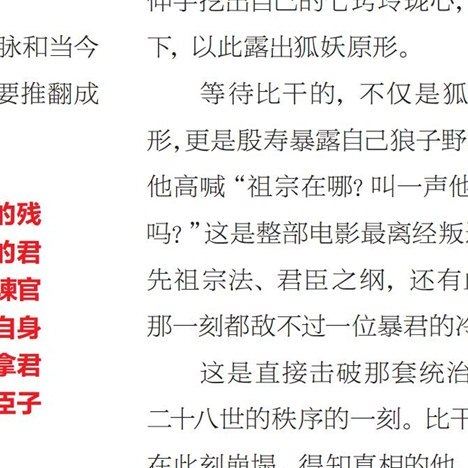 脉和当今
要推翻成
的残
的君
谏官
自身
拿君
臣子
手挖出自己的七窍玲珑心，
下，以此露出狐妖原形。
等待比干的，不仅是狐
形，更是殷寿暴露自己狼子野
他高喊“祖宗在哪？叫一声他
吗？”这是整部电影最离经叛
先祖宗法、君臣之纲，还有
那一刻都敌不过一位暴君的冷
这是直接击破那套统治
二十八世的秩序的一刻。比干
在此刻崩塌，得知真相的他